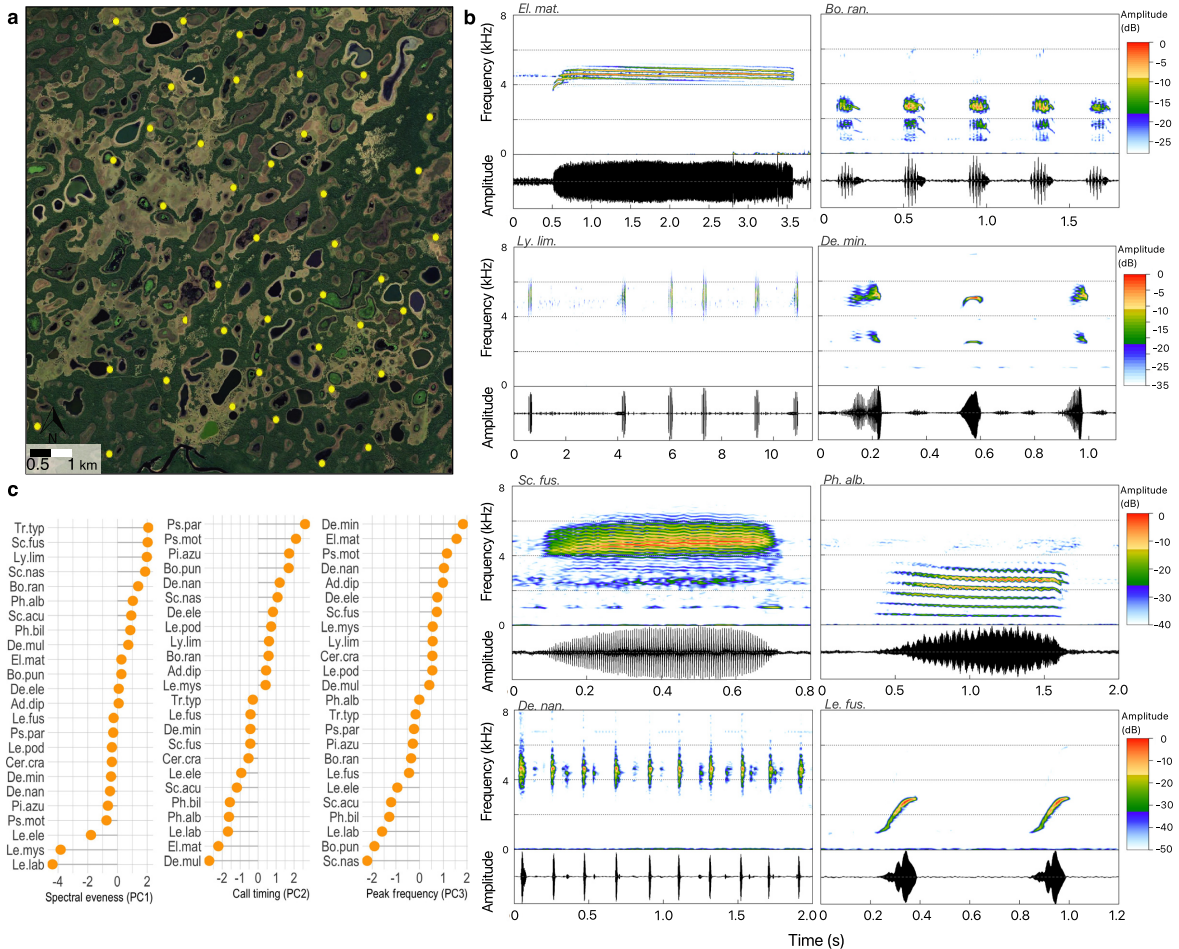 a
N
0.5 1 km
b
El. mat.
Bo. ran.
Amplitude
(dB)
Frequency (kHz)
8
4
0
0
−5
−10
−15
−20
−25
Amplitude
0 0.5 1.0 1.5 2.0 2.5 3.0 3.5
0 0.5 1.0 1.5
Ly. lim.
De. min.
Amplitude
(dB)
Frequency (kHz)
8
4
0
0
−5
−10
−15
−20
−25
−35
Amplitude
0 2 4 6 8 10
0 0.2 0.4 0.6 0.8 1.0
Sc. fus.
Ph. alb.
Amplitude
(dB)
Frequency (kHz)
8
4
0
0
−10
−20
−30
−40
Amplitude
0 0.2 0.4 0.6 0.8
0.5 1.0 1.5 2.0
De. nan.
Le. fus.
Amplitude
(dB)
Frequency (kHz)
8
4
0
0
−10
−20
−30
−40
−50
Amplitude
0 0.5 1.0 1.5 2.0
0 0.2 0.4 0.6 0.8 1.0 1.2
Time (s)
c
Tr.typ
Sc.fus
Ly.lim
Sc.nas
Bo.ran
Ph.alb
Sc.acu
Ph.bil
De.mul
El.mat
Bo.pun
De.ele
Ad.dip
Le.fus
Ps.par
Le.pod
Cer.cra
De.min
De.nan
Pi.azu
Ps.mot
Le.ele
Le.mys
Le.lab
-4 -2 0 2
Spectral eveness (PC1)
Ps.par
Ps.mot
Pi.azu
Bo.pun
De.nan
Sc.nas
De.ele
Le.pod
Ly.lim
Bo.ran
Ad.dip
Le.mys
Tr.typ
Le.fus
De.min
Sc.fus
Cer.cra
Le.ele
Sc.acu
Ph.bil
Ph.alb
Le.lab
El.mat
De.mul
-2 0 2
Call timing (PC2)
De.min
El.mat
Ps.mot
De.nan
Ad.dip
De.ele
Sc.fus
Le.mys
Ly.lim
Cer.cra
Le.pod
De.mul
Ph.alb
Tr.typ
Ps.par
Pi.azu
Bo.ran
Le.fus
Le.ele
Sc.acu
Ph.bil
Le.lab
Bo.pun
Sc.nas
-2 -1 0 1 2
Peak frequency (PC3)